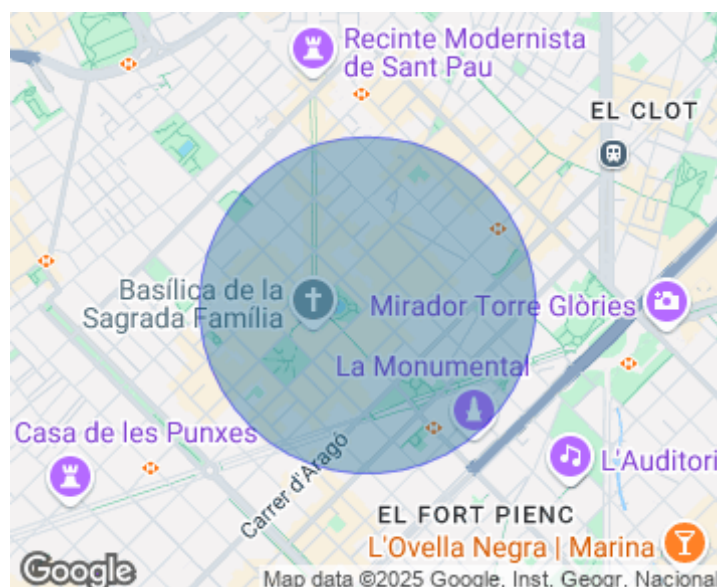 Recinte Modernista
de Sant Pau
EL CLOT
Basílica de la
Sagrada Família
Mirador Torre Glòries
La Monumental
Casa de les Punxes
Carrer d'Aragó
L'Auditori
EL FORT PIENC
L'Ovella Negra | Marina
Google
Map data ©2025 Google, Inst. Geogr. Nacional